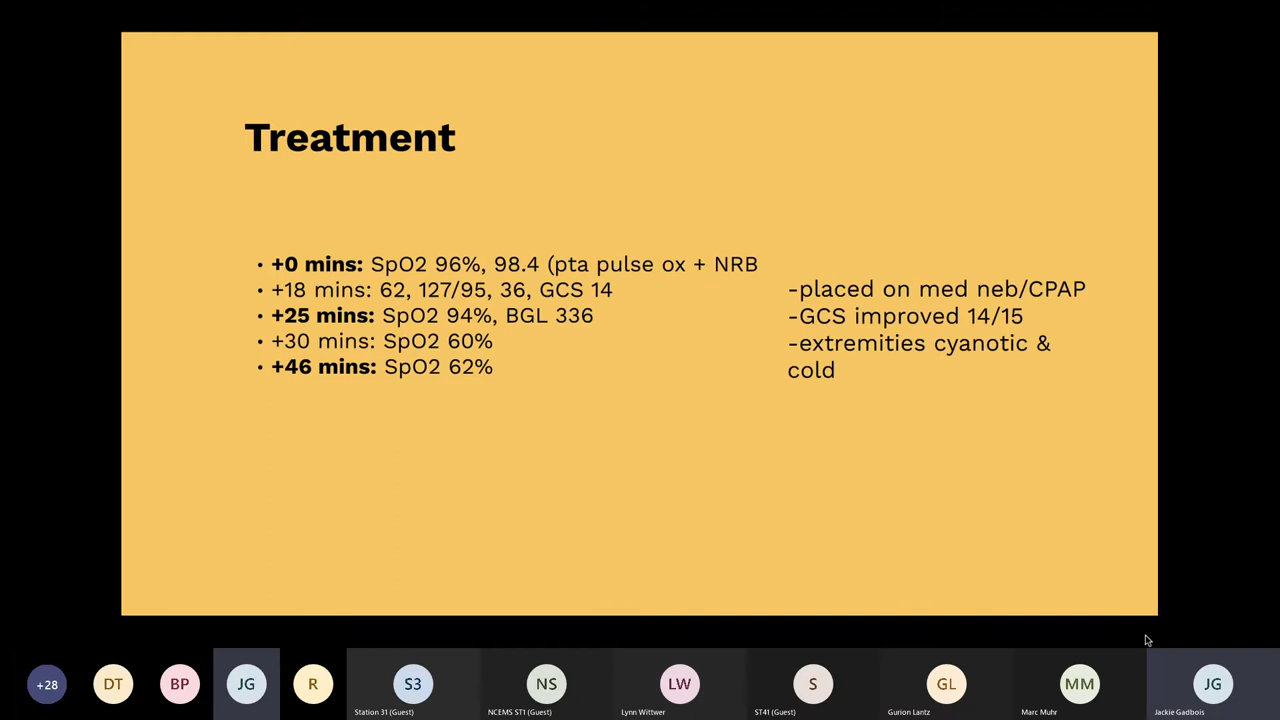 Treatment
• +0 mins: SpO2 96%, 98.4 (pta pulse ox + NRB
• +18 mins: 62, 127/95, 36, GCS 14
• +25 mins: SpO2 94%, BGL 336
• +30 mins: SpO2 60%
• +46 mins: SpO2 62%
-placed on med neb/CPAP
-GCS improved 14/15
-extremities cyanotic &
cold
+28
DT
BP
JG
R
S3
NS
LW
S
GL
MM
JG
Station 31 (Guest)
NCEMS ST1 (Guest)
Lynn Wittwer
ST41 (Guest)
Gurion Lantz
Marc Muhr
Jackie Gadbois